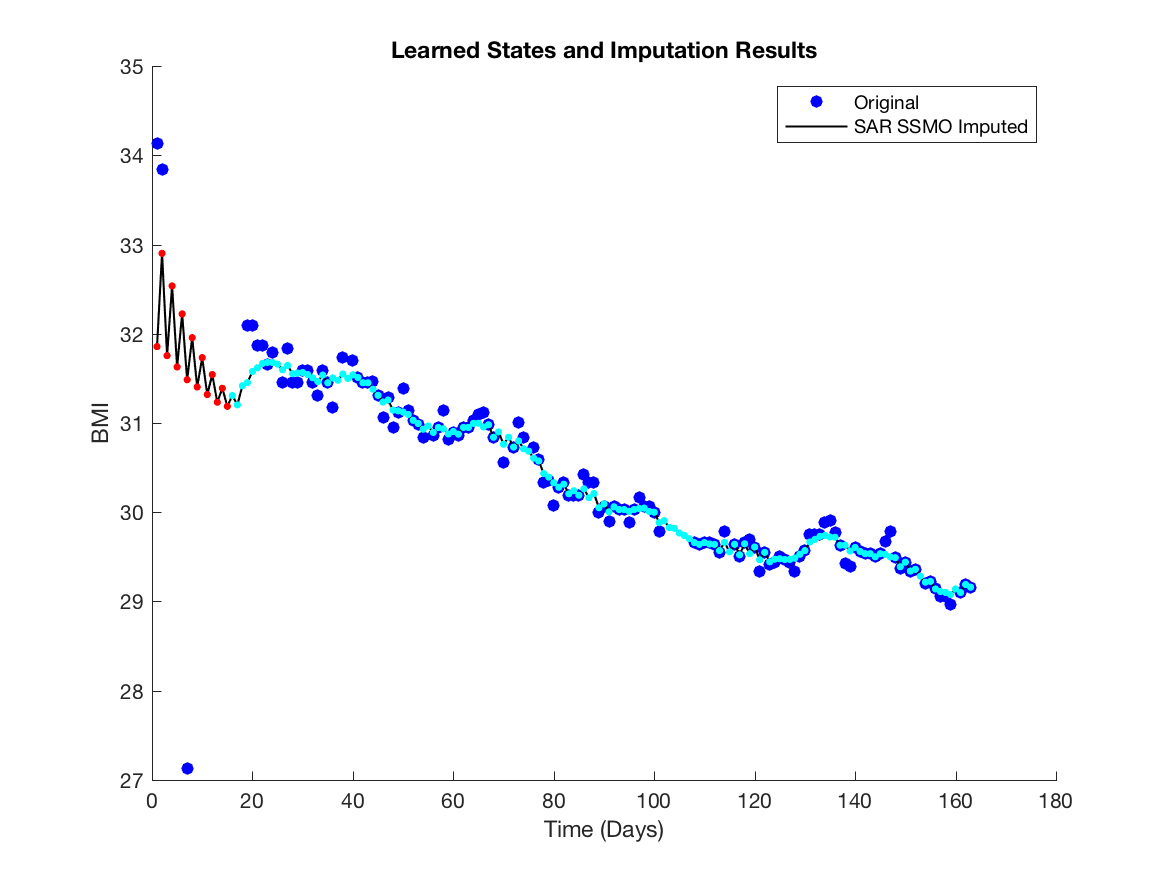 Learned States and Imputation Results
Original
SAR SSMO Imputed
35
34
33
32
31
30
29
28
27
BMI
0 20 40 60 80 100 120 140 160 180
Time (Days)